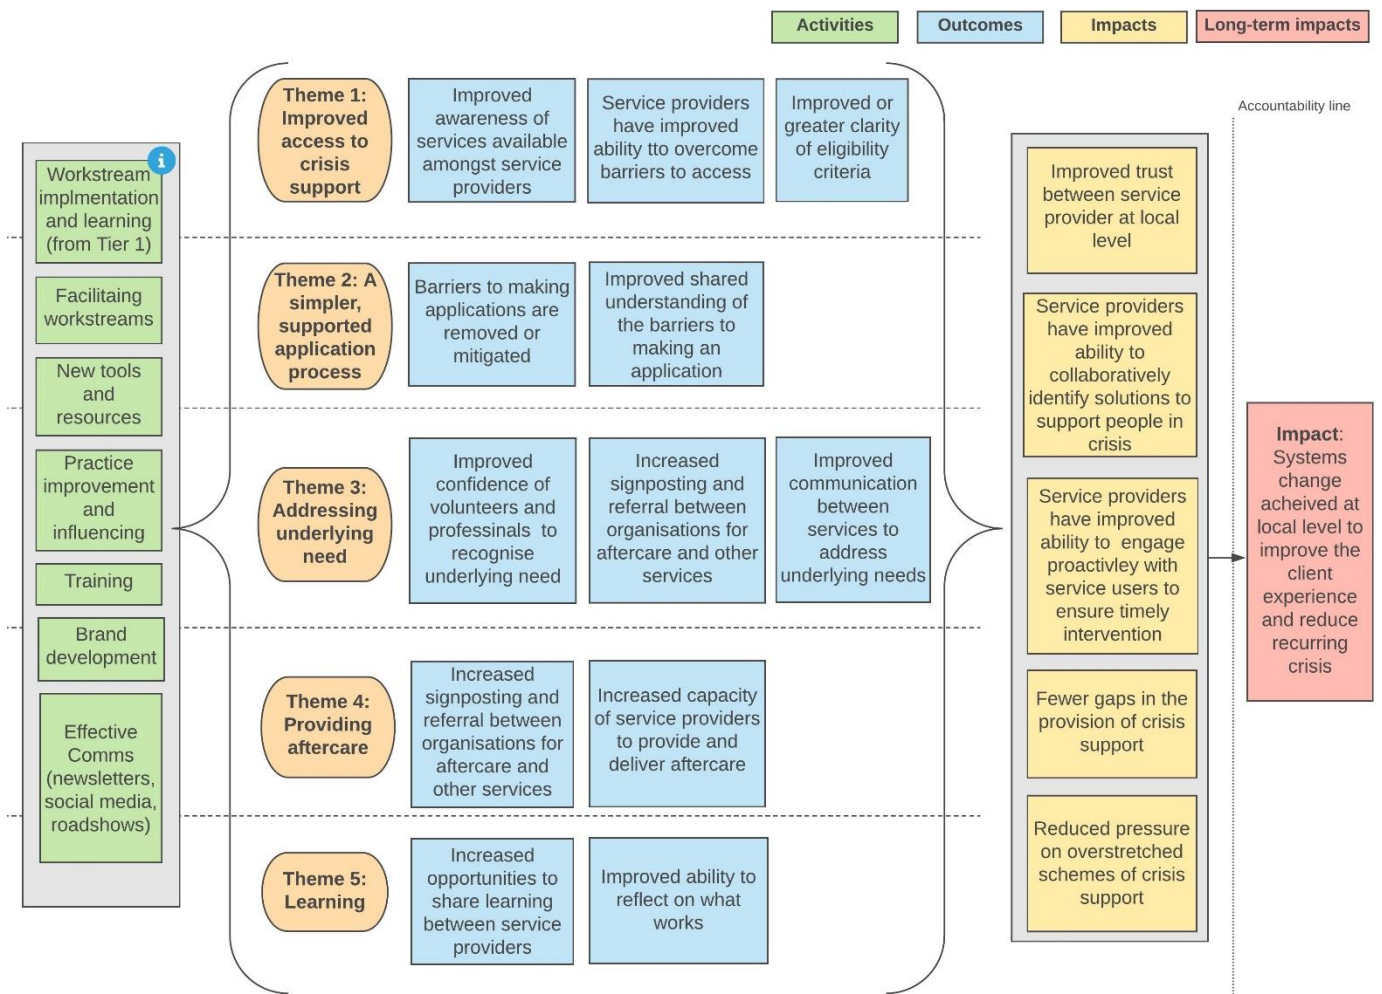 Activities
Outcomes
Impacts
Long-term impacts
Accountability line
i
Workstream
implmentation
and learning
(from Tier 1)
Facilitaing
workstreams
New tools
and
resources
Practice
improvement
and
influencing
Training
Brand
development
Effective
Comms
(newsletters,
social media,
roadshows)
Theme 1:
Improved
access to
crisis
support
Improved
awareness of
services available
amongst service
providers
Service providers
have improved
ability tto overcome
barriers to access
Improved or
greater clarity
of eligibility
criteria
Theme 2: A
simpler,
supported
application
process
Barriers to making
applications are
removed or
mitigated
Improved shared
understanding of
the barriers to
making an
application
Theme 3:
Addressing
underlying
need
Improved
confidence of
volunteers and
professinals to
recognise
underlying need
Increased
signposting and
referral between
organisations for
aftercare and other
services
Improved
communication
between
services to
address
underlying needs
Theme 4:
Providing
aftercare
Increased
signposting and
referral between
organisations for
aftercare and
other services
Increased capacity
of service providers
to provide and
deliver aftercare
Theme 5:
Learning
Increased
opportunities to
share learning
between service
providers
Improved ability to
reflect on what
works
Improved trust
between service
provider at local
level
Service providers
have improved
ability to
collaboratively
identify solutions to
support people in
crisis
Service providers
have improved
ability to engage
proactivley with
service users to
ensure timely
intervention
Fewer gaps in the
provision of crisis
support
Reduced pressure
on overstretched
schemes of crisis
support
Impact:
Systems
change
acheived at
local level to
improve the
client
experience
and reduce
recurring
crisis